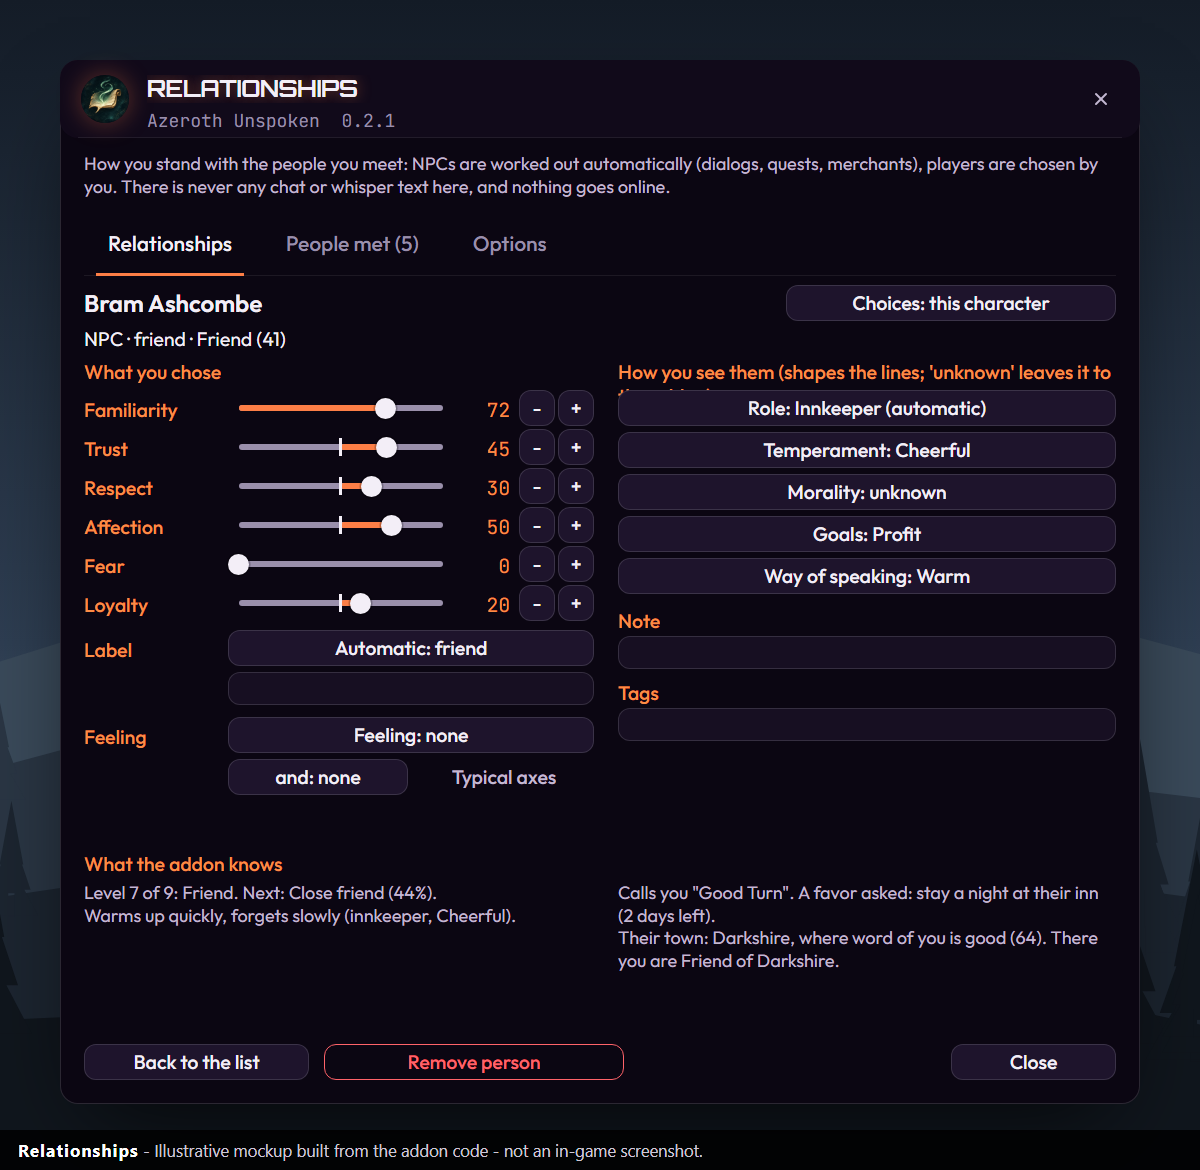 RELATIONSHIPS
Azeroth Unspoken 0.2.1
×
How you stand with the people you meet: NPCs are worked out automatically (dialogs, quests, merchants), players are chosen by
you. There is never any chat or whisper text here, and nothing goes online.
Relationships
People met (5)
Options
Bram Ashcombe
Choices: this character
NPC · friend · Friend (41)
What you chose
Familiarity 72 - +
Trust 45 - +
Respect 30 - +
Affection 50 - +
Fear 0 - +
Loyalty 20 - +
Label
Automatic: friend
Feeling
Feeling: none
and: none
Typical axes
How you see them (shapes the lines; 'unknown' leaves it to
Role: Innkeeper (automatic)
Temperament: Cheerful
Morality: unknown
Goals: Profit
Way of speaking: Warm
Note
Tags
What the addon knows
Level 7 of 9: Friend. Next: Close friend (44%).
Warms up quickly, forgets slowly (innkeeper, Cheerful).
Calls you "Good Turn". A favor asked: stay a night at their inn
(2 days left).
Their town: Darkshire, where word of you is good (64). There
you are Friend of Darkshire.
Back to the list
Remove person
Close
Relationships - Illustrative mockup built from the addon code - not an in-game screenshot.